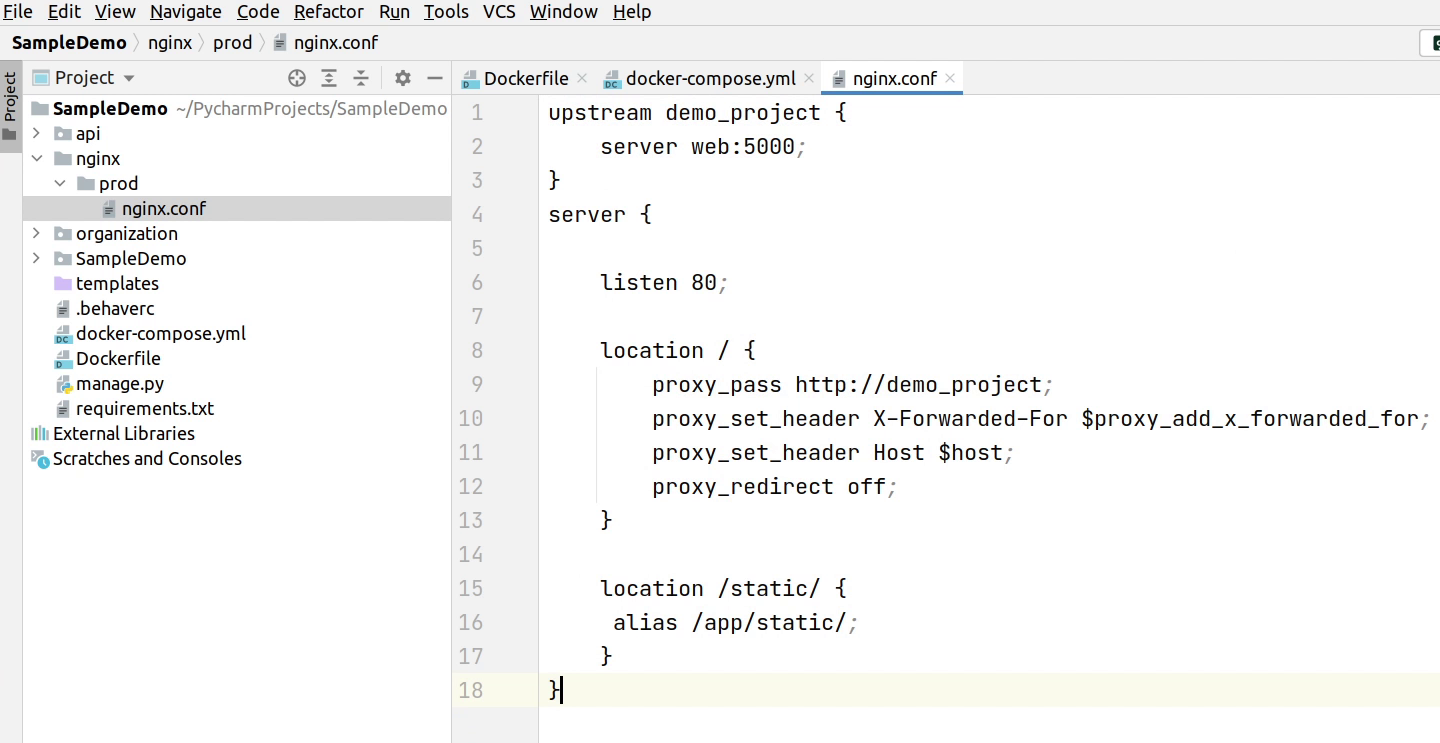 File Edit View Navigate Code Refactor Run Tools VCS Window Help
SampleDemo nginx prod nginx.conf
Project
Project
SampleDemo ~/PycharmProjects/SampleDemo
api
nginx
prod
nginx.conf
organization
SampleDemo
templates
.behaverc
docker-compose.yml
Dockerfile
manage.py
requirements.txt
External Libraries
Scratches and Consoles
Dockerfile docker-compose.yml nginx.conf
1 upstream demo_project {
2     server web:5000;
3 }
4 server {
5
6     listen 80;
7
8     location / {
9         proxy_pass http://demo_project;
10         proxy_set_header X-Forwarded-For $proxy_add_x_forwarded_for;
11         proxy_set_header Host $host;
12         proxy_redirect off;
13     }
14
15     location /static/ {
16      alias /app/static/;
17     }
18 }